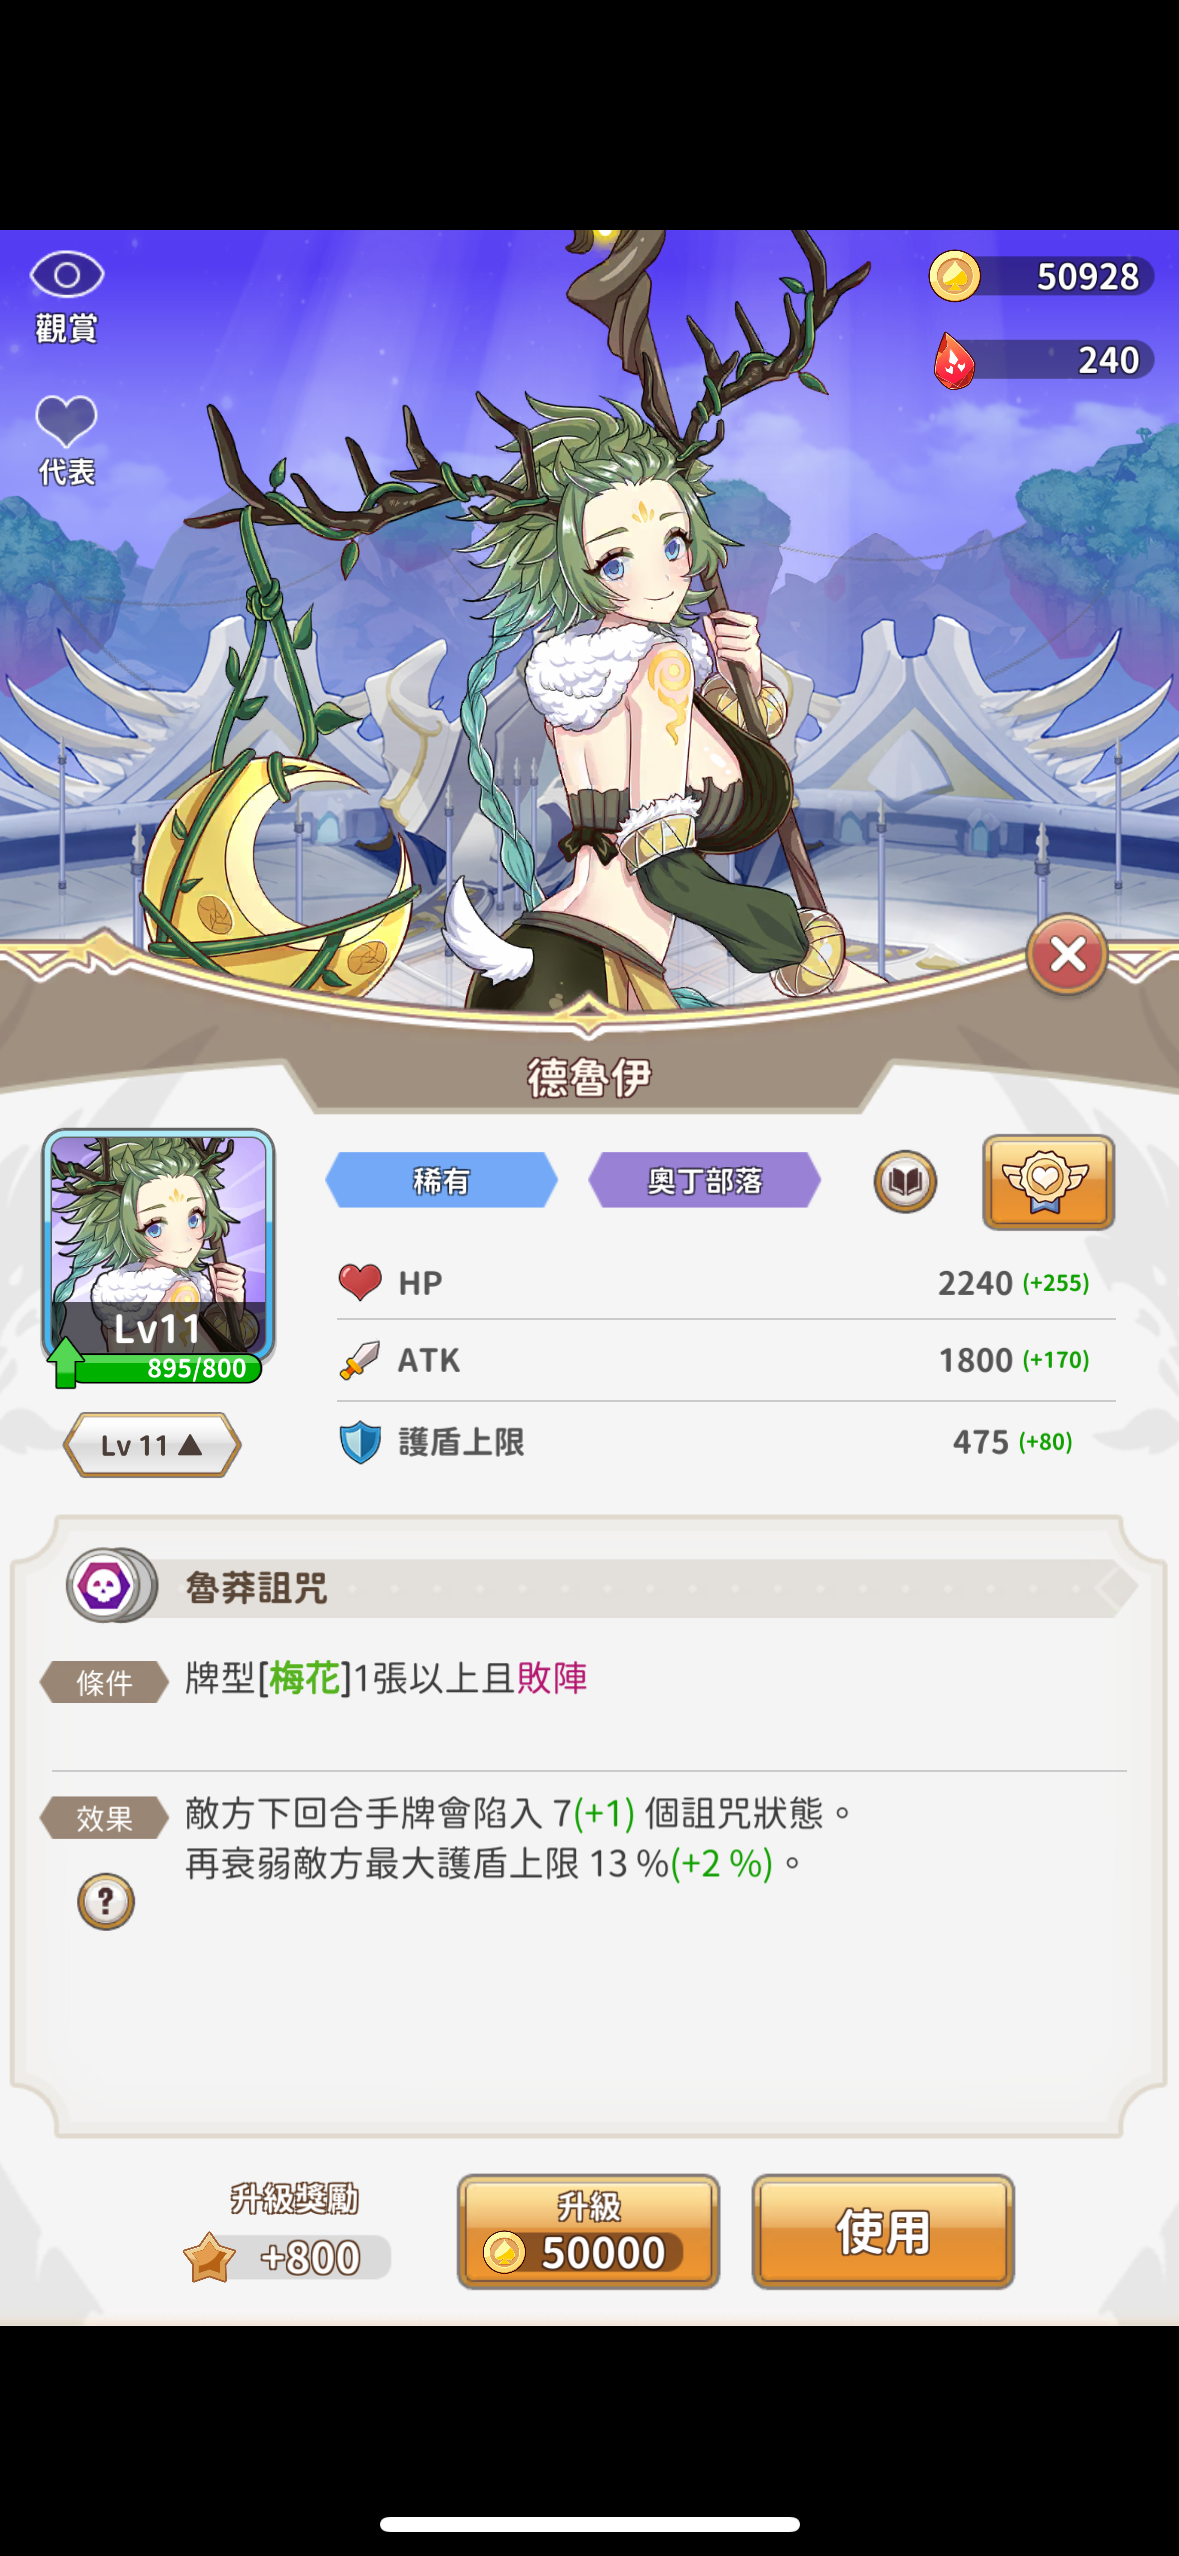 觀賞
50928
240
代表
德魯伊
稀有
奧丁部落
HP
2240 (+255)
Lv11
895/800
ATK
1800 (+170)
Lv 11 ▲
護盾上限
475 (+80)
魯莽詛咒
條件
牌型[梅花]1張以上且敗陣
效果
敵方下回合手牌會陷入 7(+1) 個詛咒狀態。
再衰弱敵方最大護盾上限 13 %(+2 %)。
?
升級獎勵
+800
升級
50000
使用